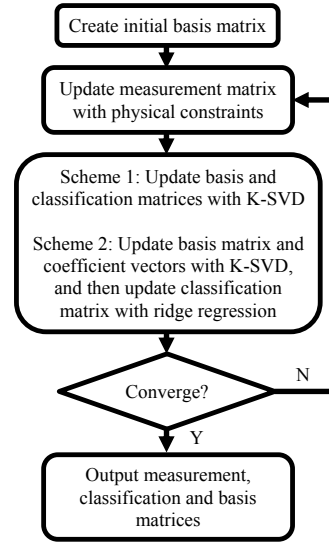 Create initial basis matrix
Update measurement matrix
with physical constraints
Scheme 1: Update basis and
classification matrices with K-SVD
Scheme 2: Update basis matrix and
coefficient vectors with K-SVD,
and then update classification
matrix with ridge regression
Converge?
N
Y
Output measurement,
classification and basis
matrices